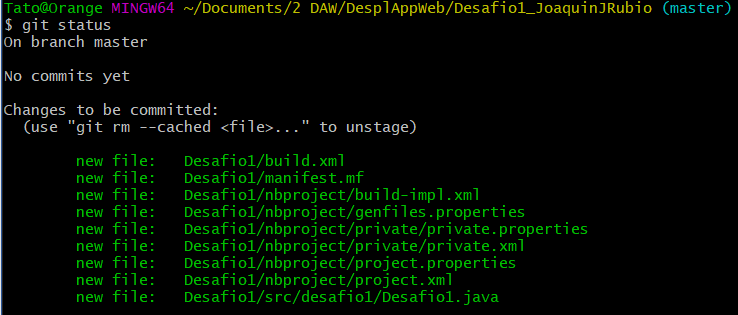 Tato@Orange MINGW64 ~/Documents/2 DAW/DesplAppWeb/Desafio1_JoaquinJRubio (master)
$ git status
On branch master
No commits yet
Changes to be committed:
(use "git rm --cached <file>..." to unstage)
new file: Desafio1/build.xml
new file: Desafio1/manifest.mf
new file: Desafio1/nbproject/build-impl.xml
new file: Desafio1/nbproject/genfiles.properties
new file: Desafio1/nbproject/private/private.properties
new file: Desafio1/nbproject/private/private.xml
new file: Desafio1/nbproject/project.properties
new file: Desafio1/nbproject/project.xml
new file: Desafio1/src/desafio1/Desafio1.java